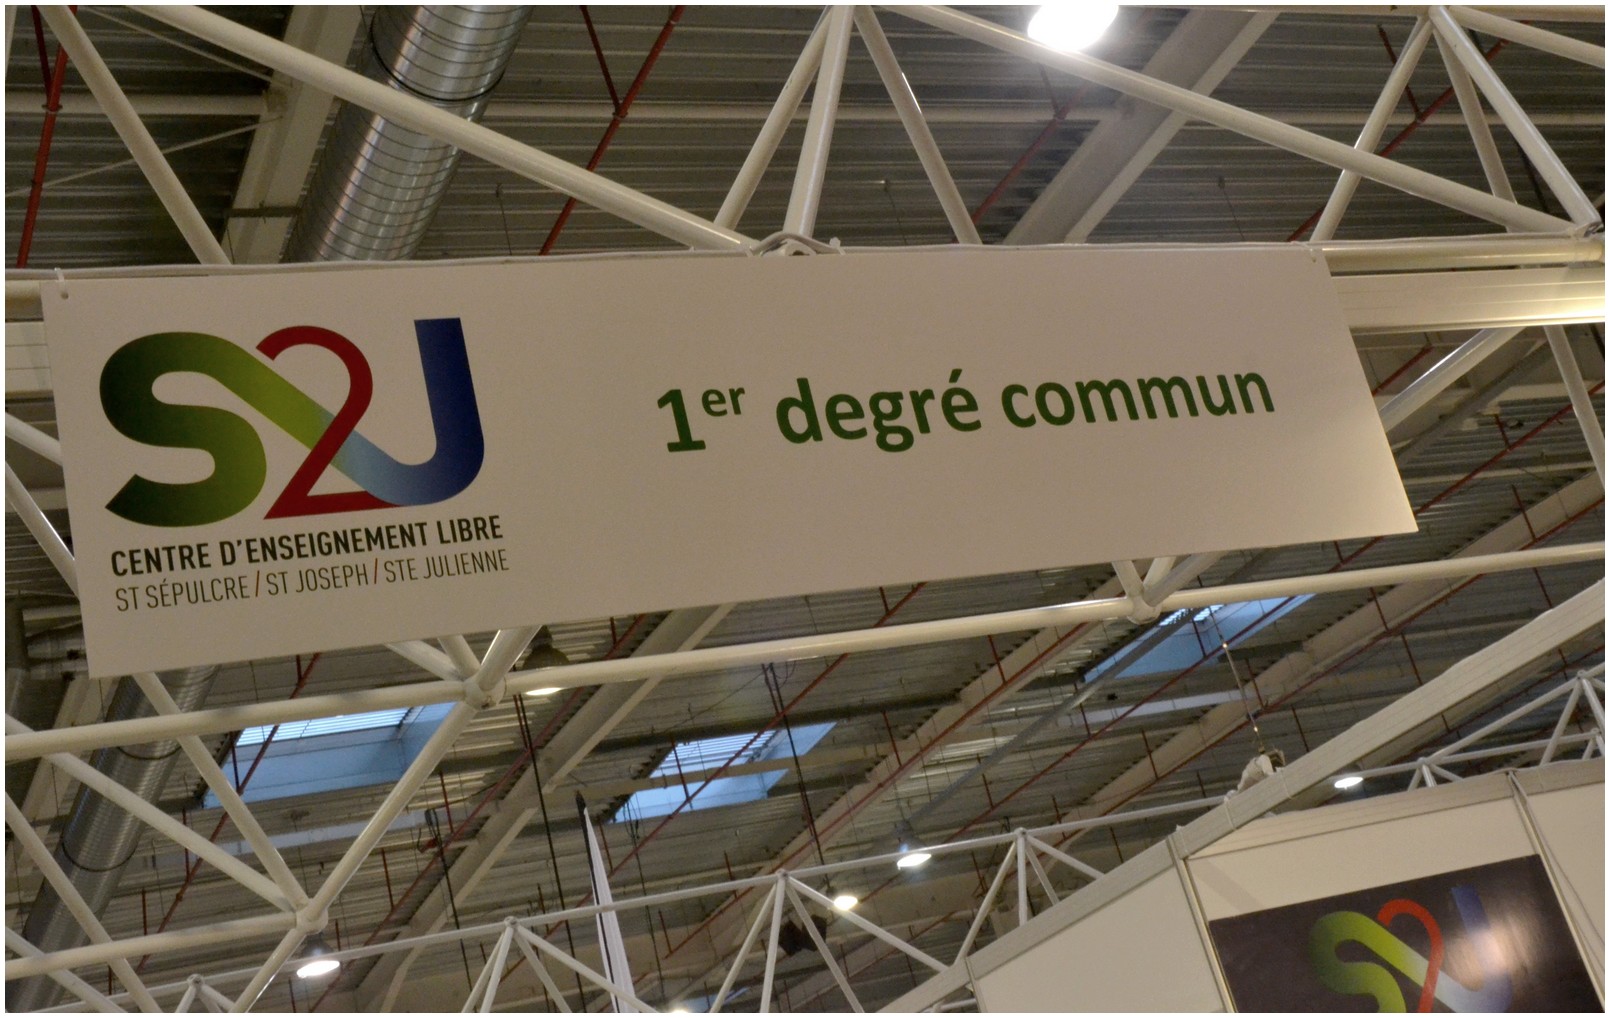 S2J
CENTRE D'ENSEIGNEMENT LIBRE
ST SÉPULCRE / ST JOSEPH / STE JULIENNE
1er degré commun
S2J